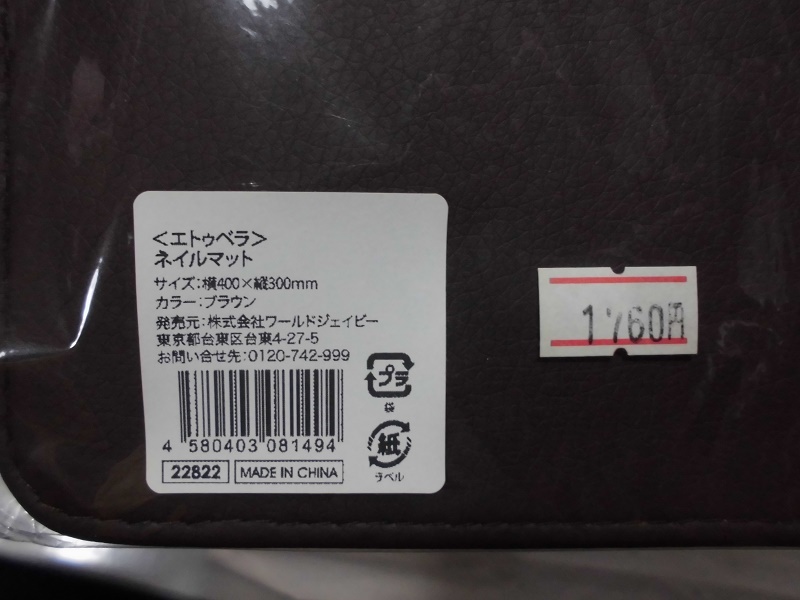 <エトゥベラ>
ネイルマット
サイズ:横400×縦300mm
カラー:ブラウン
発売元:株式会社ワールドジェイビー
東京都台東区台東4-27-5
お問い合せ先:0120-742-999
プラ
袋
紙
ラベル
4 580403 081494
22822 MADE IN CHINA
1760円